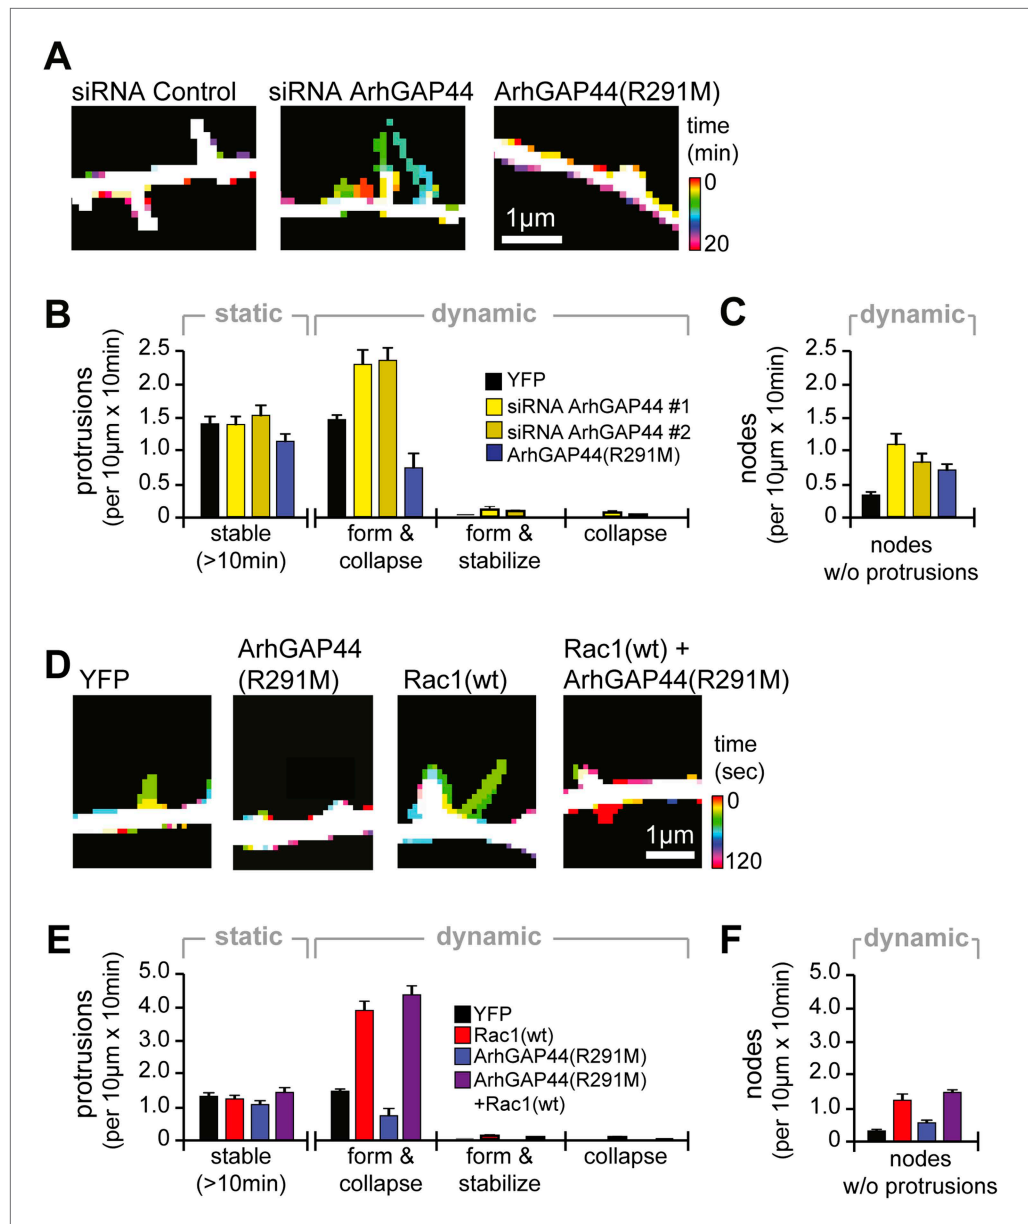 A
siRNA Control
siRNA ArhGAP44
ArhGAP44(R291M)
time
(min)
0
20
1µm
B
static
dynamic
protrusions
(per 10µm x 10min)
2.5
2.0
1.5
1.0
0.5
0
YFP
siRNA ArhGAP44 #1
siRNA ArhGAP44 #2
ArhGAP44(R291M)
stable
(>10min)
form &
collapse
form &
stabilize
collapse
C
dynamic
nodes
(per 10µm x 10min)
2.5
2.0
1.5
1.0
0.5
0
nodes
w/o protrusions
D
YFP
ArhGAP44
(R291M)
Rac1(wt)
Rac1(wt) +
ArhGAP44(R291M)
time
(sec)
0
120
1µm
E
static
dynamic
protrusions
(per 10µm x 10min)
5.0
4.0
3.0
2.0
1.0
0
YFP
Rac1(wt)
ArhGAP44(R291M)
ArhGAP44(R291M)
+Rac1(wt)
stable
(>10min)
form &
collapse
form &
stabilize
collapse
F
dynamic
nodes
(per 10µm x 10min)
5.0
4.0
3.0
2.0
1.0
0
nodes
w/o protrusions